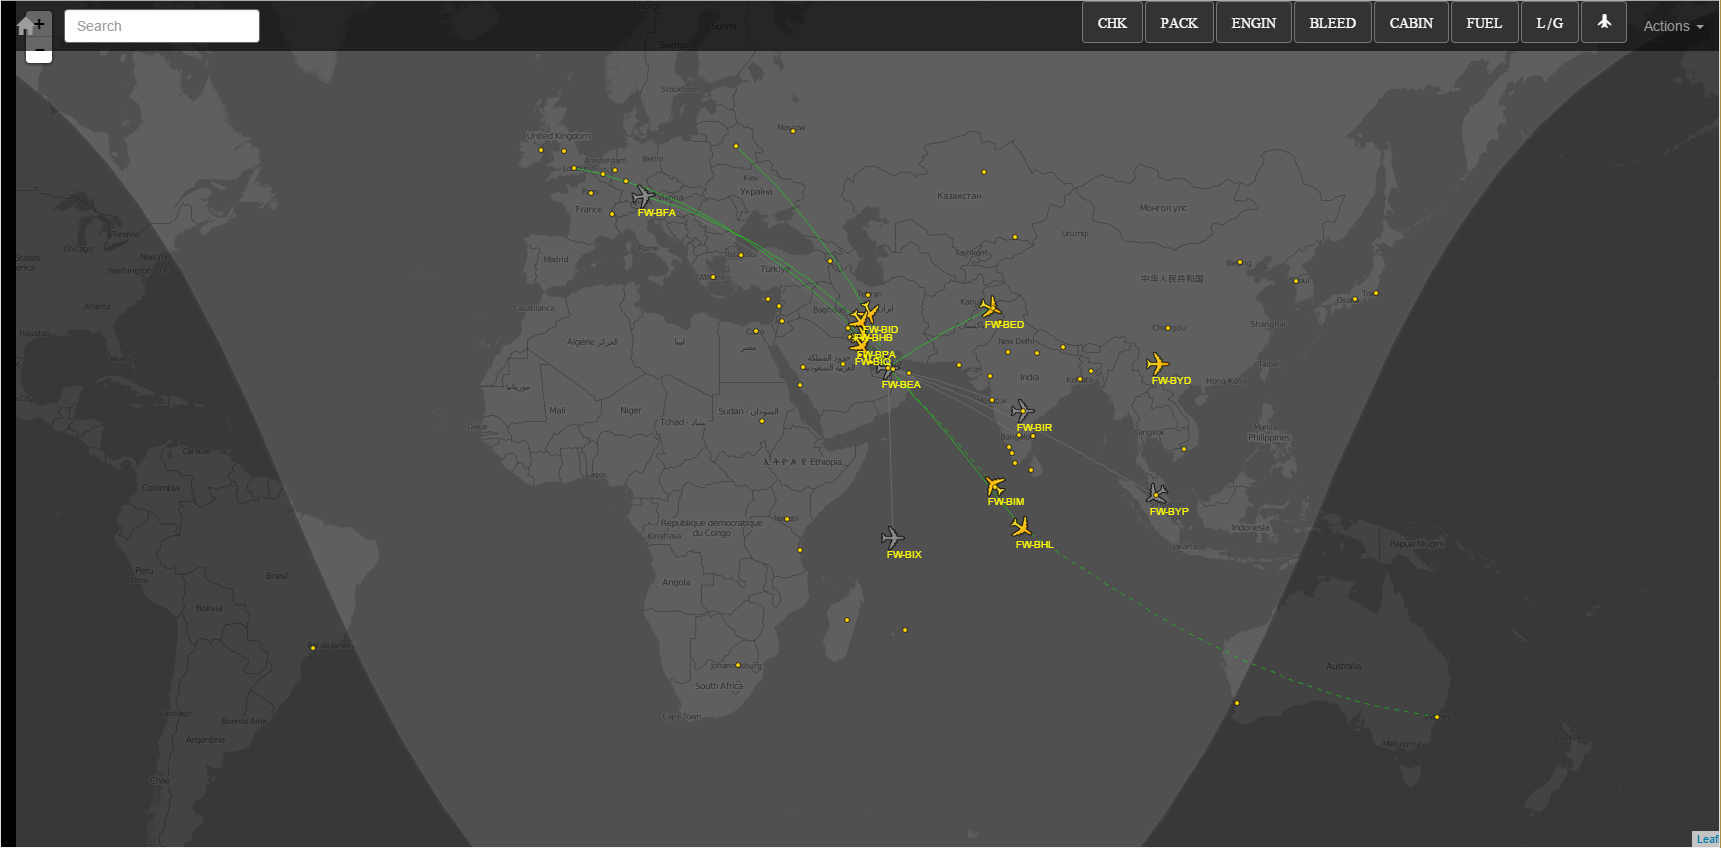 +
Search
CHK
PACK
ENGIN
BLEED
CABIN
FUEL
L/G
Actions
-
Norge
Suomi
Sverige
Stockholm
Moscow
United Kingdom
Amsterdam
Berlin
Kiev
Україна
France
Vienna
FW-BFA
Казахстан
Монгол улс
Urumqi
Toronto
Chicago
New York
Washington D.C.
States
Madrid
Rome
Türkiye
Tashkent
中华人民共和国
Atlanta
Casablanca
Baghdad
Kabul
Houston
Shanghai
FW-BED
FW-BID
FW-BHB
Miami
Algérie الجزائر
ليبيا
مصر
New Delhi
FW-BPA
FW-BIQ
Taipei
India
FW-BYD
Hong Kong
FW-BEA
موريتانيا
Mali
Niger
Tchad - تشاد
Sudan - السودان
Dakar
FW-BIR
Bangkok
Manila
Philippines
Caracas
ኢትዮጵያ Ethiopia
Lagos
Colombia
FW-BIM
FW-BYP
République démocratique
du Congo
Kinshasa
Indonesia
Jakarta
FW-BHL
FW-BIX
Papua Niugini
Perú
Lima
Brasil
Angola
Bolivia
Rio de Janeiro
Johannesburg
Australia
South Africa
Cape Town
Santiago
Buenos Aires
Argentina
Melbourne
Auckland
Chile
Leaf